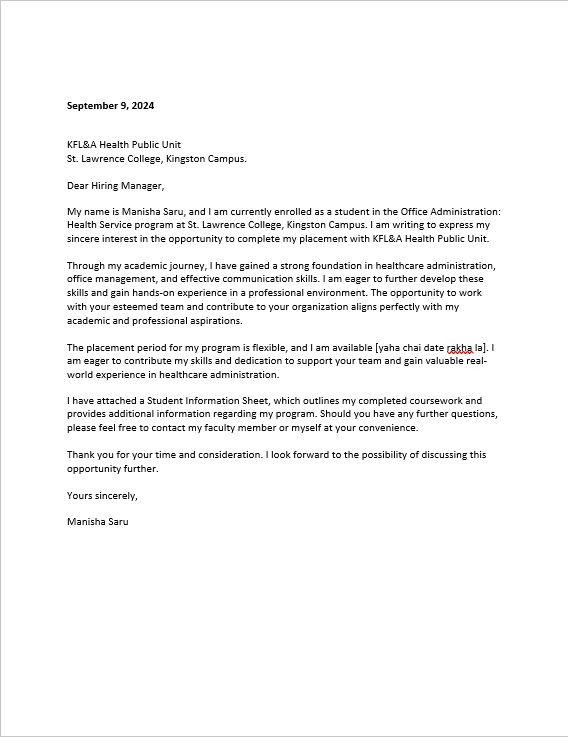 September 9, 2024
KFL&A Health Public Unit
St. Lawrence College, Kingston Campus.
Dear Hiring Manager,
My name is Manisha Saru, and I am currently enrolled as a student in the Office Administration:
Health Service program at St. Lawrence College, Kingston Campus. I am writing to express my
sincere interest in the opportunity to complete my placement with KFL&A Health Public Unit.
Through my academic journey, I have gained a strong foundation in healthcare administration,
office management, and effective communication skills. I am eager to further develop these
skills and gain hands-on experience in a professional environment. The opportunity to work
with your esteemed team and contribute to your organization aligns perfectly with my
academic and professional aspirations.
The placement period for my program is flexible, and I am available [yaha chai date rakha la]. I
am eager to contribute my skills and dedication to support your team and gain valuable real-
world experience in healthcare administration.
I have attached a Student Information Sheet, which outlines my completed coursework and
provides additional information regarding my program. Should you have any further questions,
please feel free to contact my faculty member or myself at your convenience.
Thank you for your time and consideration. I look forward to the possibility of discussing this
opportunity further.
Yours sincerely,
Manisha Saru